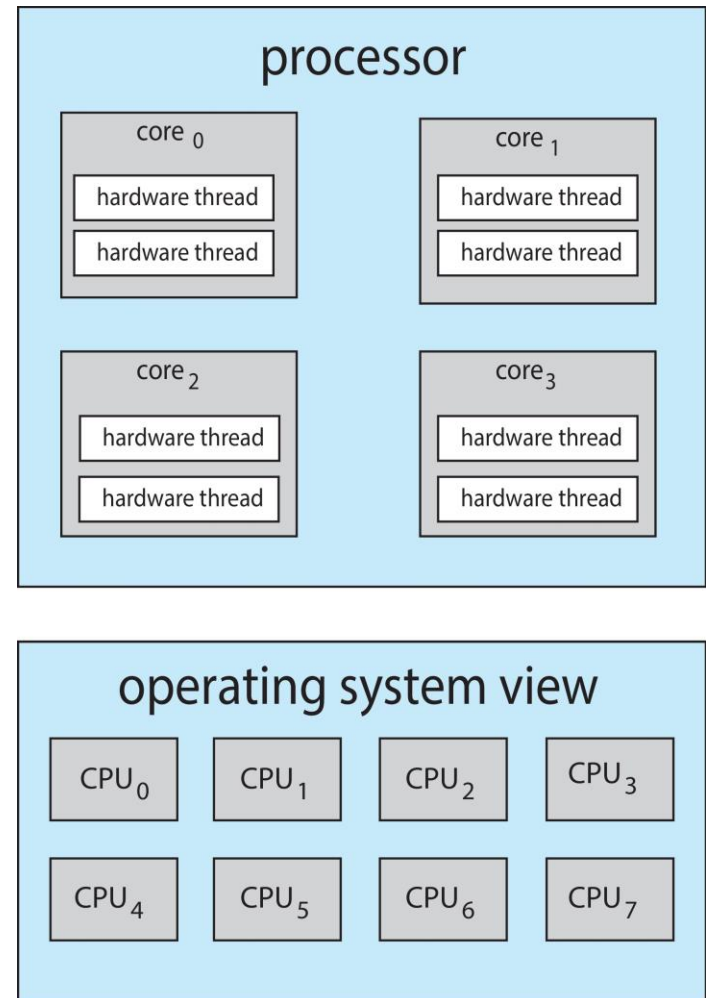 processor
core 0
core 1
hardware thread
hardware thread
hardware thread
hardware thread
core 2
core 3
hardware thread
hardware thread
hardware thread
hardware thread
operating system view
CPU0
CPU1
CPU2
CPU3
CPU4
CPU5
CPU6
CPU7